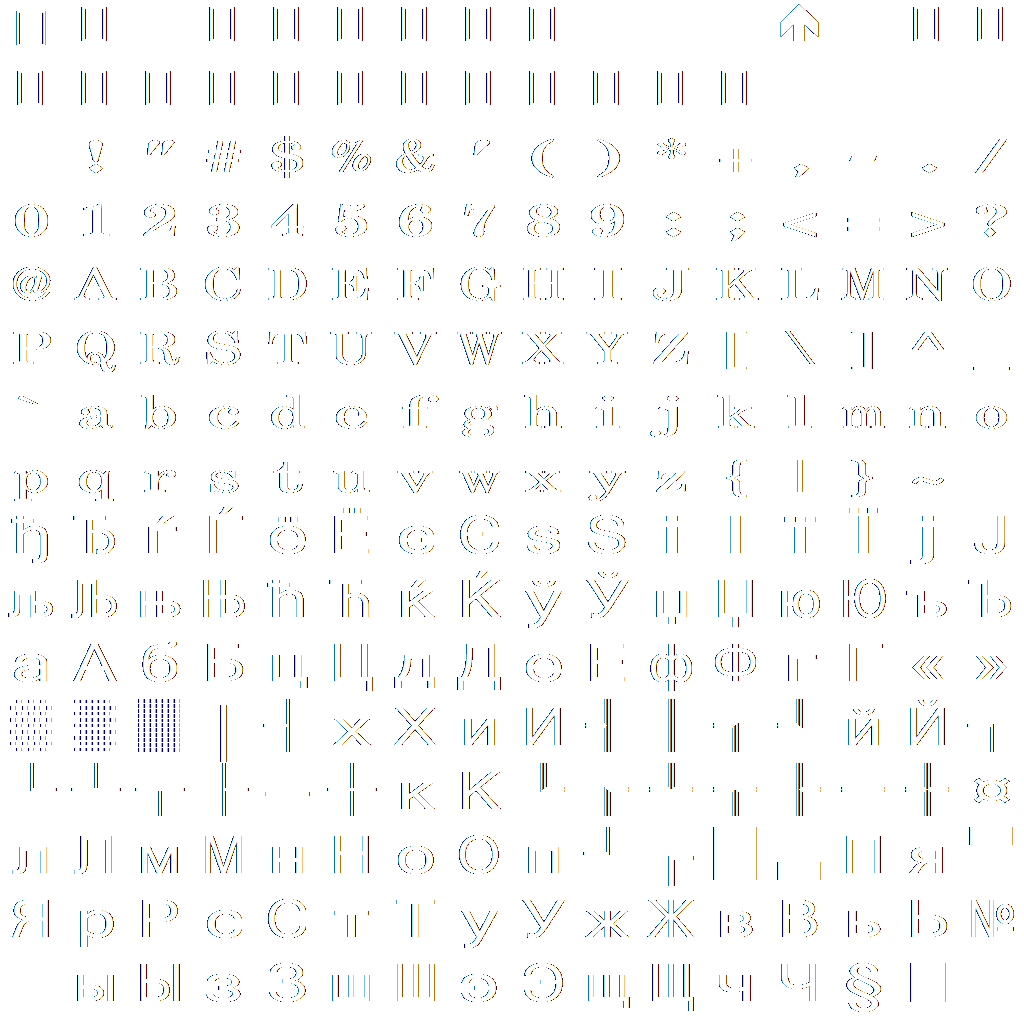 ↑
! " # $ % & ' ( ) * + , - . /
0 1 2 3 4 5 6 7 8 9 : ; < = > ?
@ A B C D E F G H I J K L M N O
P Q R S T U V W X Y Z [ \ ] ^ _
` a b c d e f g h i j k l m n o
p q r s t u v w x y z { | } ~
ђ Ђ ѓ Ѓ ё Ё є Є ѕ Ѕ і І ї Ї ј Ј
љ Љ њ Њ ћ Ћ ќ Ќ ў Ў џ Џ ю Ю ъ Ъ
а А б Б ц Ц д Д е Е ф Ф г Г « »
░ ▒ ▓ │ ┤ х Х и И ╣ ║ ╗ ╝ й Й ┐
└ ┴ ┬ ├ ─ ┼ к К ╚ ╔ ╩ ╦ ╠ ═ ╬ ¤
л Л м М н Н о О п ┘ ┌ █ ▄ П я ▀
Я р Р с С т Т у У ж Ж в В ь Ь №
ы Ы з З ш Ш э Э щ Щ ч Ч § ■